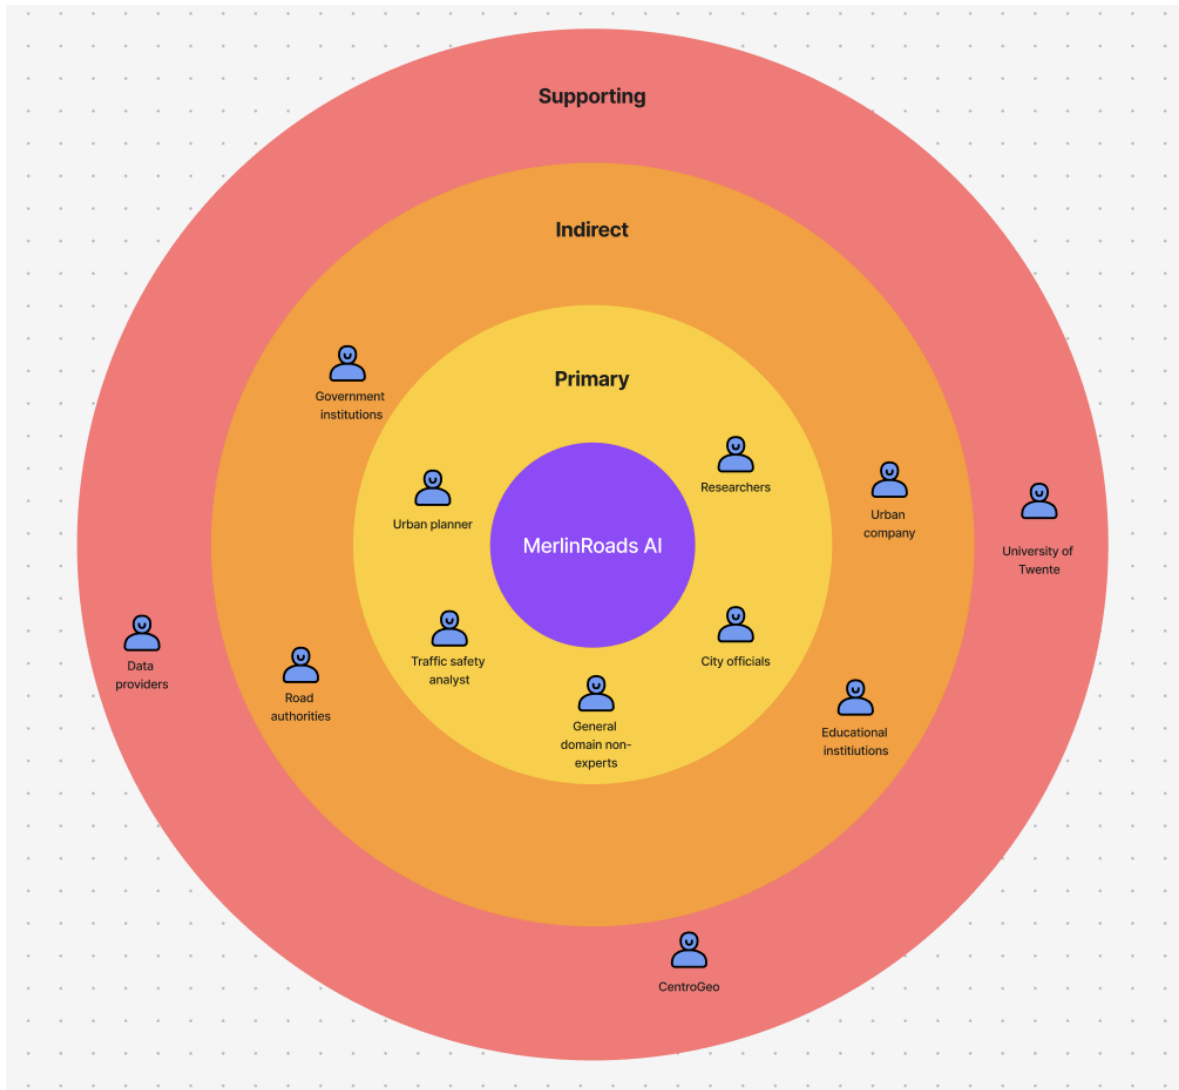 Supporting
Indirect
Primary
Government
institutions
Researchers
Urban planner
Urban
company
MerlinRoads AI
University of
Twente
Traffic safety
analyst
City officials
Data
providers
Road
authorities
General
domain non-
experts
Educational
institiutions
CentroGeo